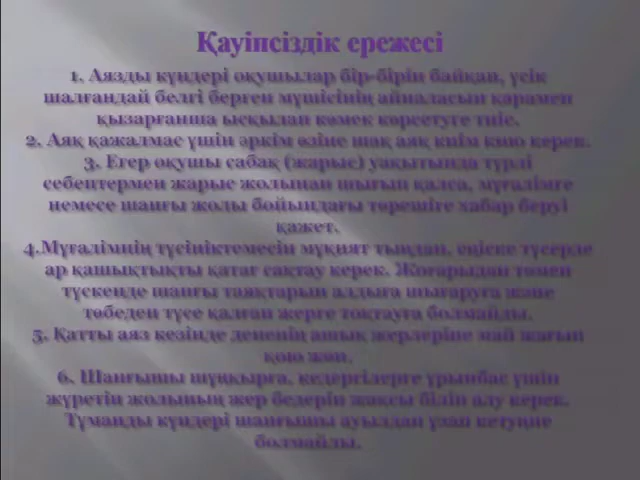 Қауіпсіздік ережесі
1. Аязды күндері оқушылар бір-бірін байқап, үсік
шалғандай белгі берген мүшісінің айналасын қарамен
қызарғанша ысқылап көмек көрсетуге тиіс.
2. Аяқ қажалмас үшін әркім өзіне шақ аяқ киім кию керек.
3. Егер оқушы сабақ (жарыс) уақытында түрлі
себептермен жарыс жолынан шығып қалса, мұғалімге
немесе шаңғы жолы бойындағы төрешіге хабар беруі
қажет.
4.Мұғалімнің түсініктемесін мұқият тыңдап, еңіске түсерде
ар қашықтықты қатаң сақтау керек. Жоғарыдан төмен
түскенде шаңғы таяқтарын алдыға шығаруға және
төбеден түсе қалған жерге тоқтауға болмайды.
5. Қатты аяз кезінде дененің ашық жерлеріне май жағып
қою жөн.
6. Шаңғышы шұңқырға, кедергілерге ұрынбас үшін
жүретін жолының жер бедерін жақсы біліп алу керек.
Тұманды күндері шаңғышы ауылдан ұзап кетуңне
болмайды.